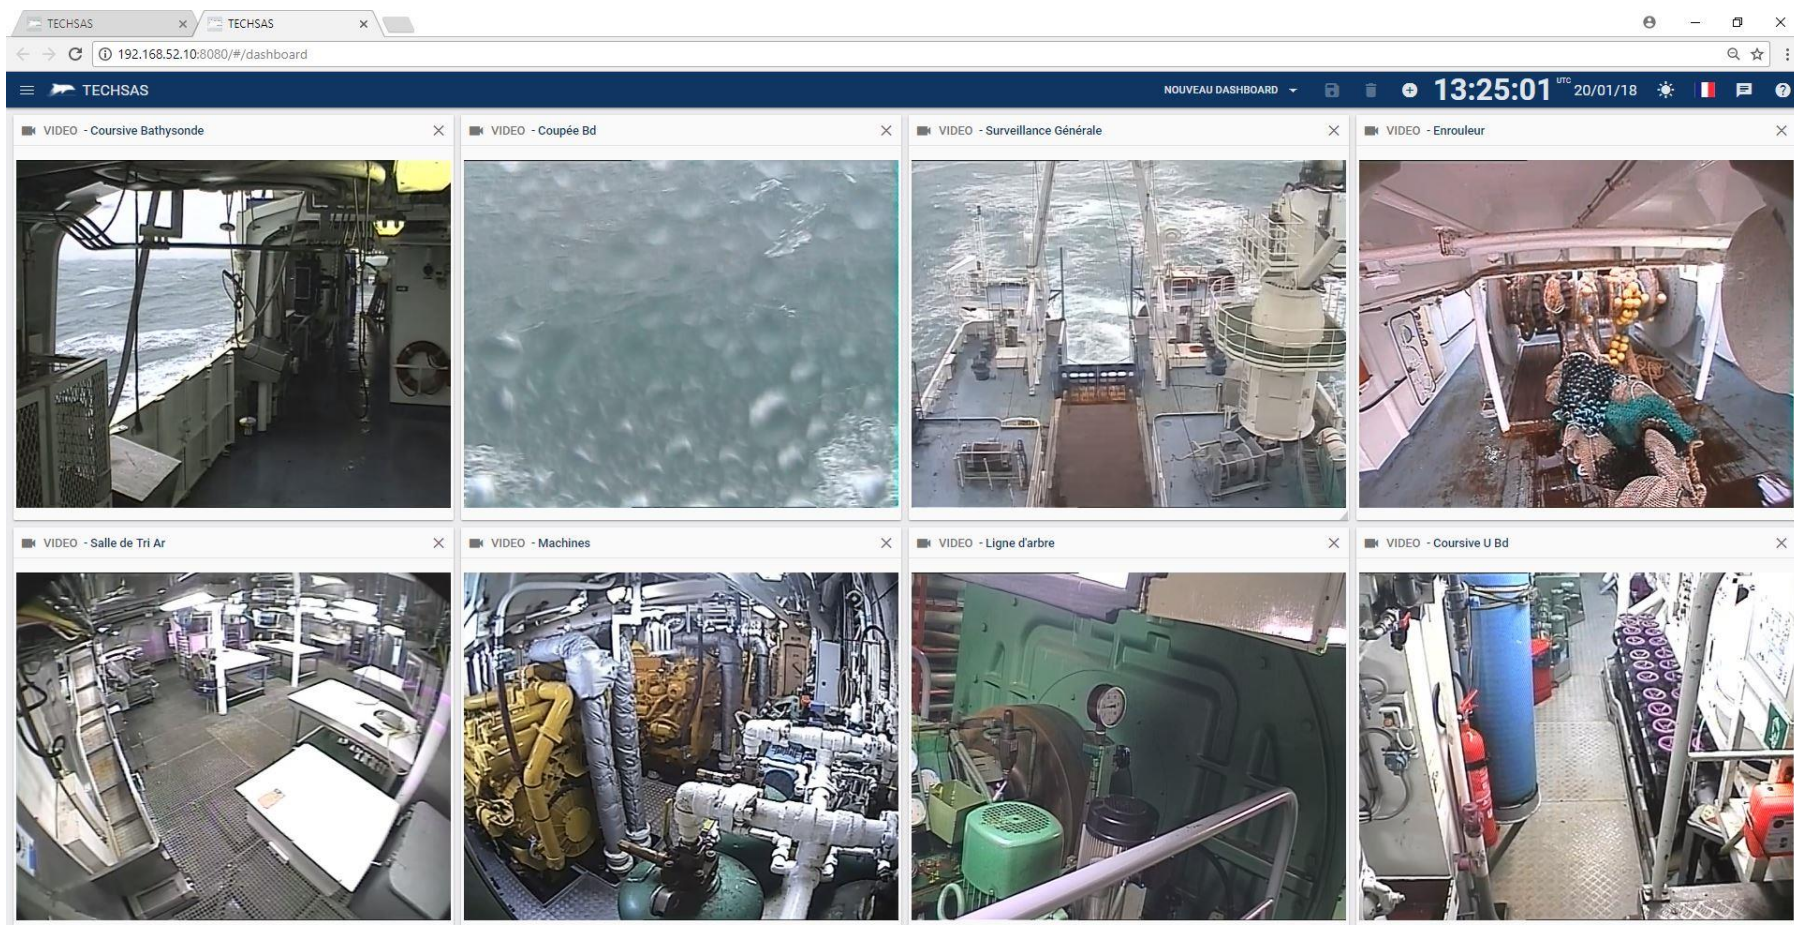 TECHSAS
TECHSAS
192.168.52.10:8080/#/dashboard
TECHSAS
NOUVEAU DASHBOARD
13:25:01 UTC 20/01/18
VIDEO - Coursive Bathysonde
VIDEO - Coupée Bd
VIDEO - Surveillance Générale
VIDEO - Enrouleur
VIDEO - Salle de Tri Ar
VIDEO - Machines
VIDEO - Ligne d'arbre
VIDEO - Coursive U Bd